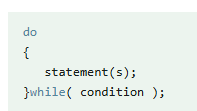 do
{
   statement(s);
}while( condition );